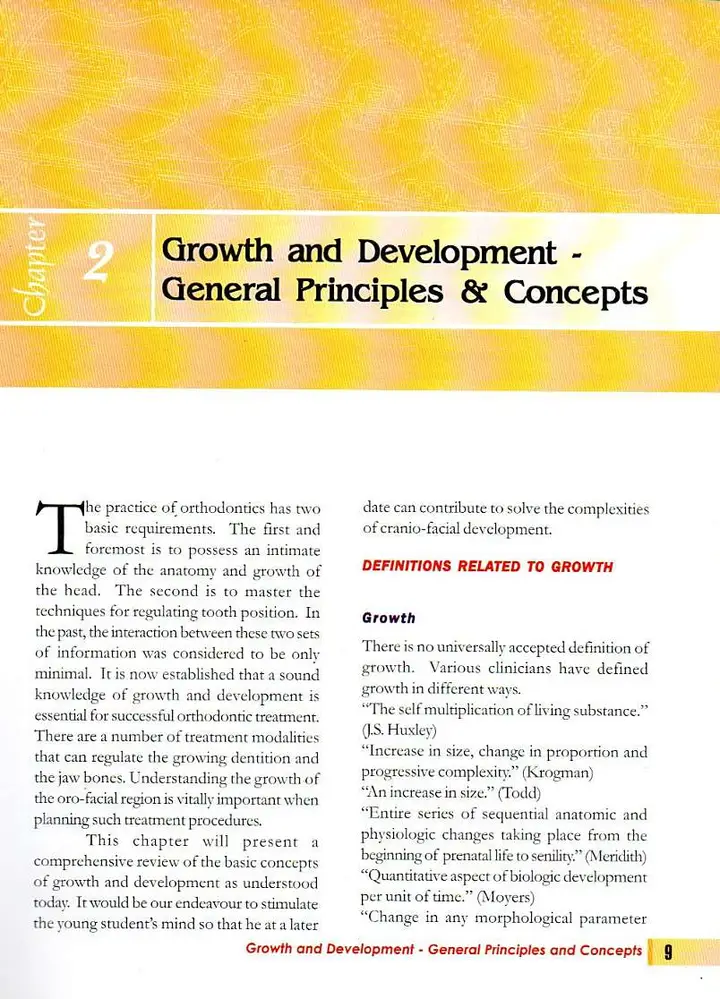 Chapter
2
Growth and Development -
General Principles & Concepts
The practice of orthodontics has two
basic requirements. The first and
foremost is to possess an intimate
knowledge of the anatomy and growth of
the head. The second is to master the
techniques for regulating tooth position. In
the past, the interaction between these two sets
of information was considered to be only
minimal. It is now established that a sound
knowledge of growth and development is
essential for successful orthodontic treatment.
There are a number of treatment modalities
that can regulate the growing dentition and
the jaw bones. Understanding the growth of
the oro-facial region is vitally important when
planning such treatment procedures.
This chapter will present a
comprehensive review of the basic concepts
of growth and development as understood
today. It would be our endeavour to stimulate
the young student's mind so that he at a later
date can contribute to solve the complexities
of cranio-facial development.
DEFINITIONS RELATED TO GROWTH
Growth
There is no universally accepted definition of
growth. Various clinicians have defined
growth in different ways.
“The self multiplication of living substance.”
(J.S. Huxley)
“Increase in size, change in proportion and
progressive complexity.” (Krogman)
“An increase in size.” (Todd)
“Entire series of sequential anatomic and
physiologic changes taking place from the
beginning of prenatal life to senility.” (Meridith)
“Quantitative aspect of biologic development
per unit of time.” (Moyers)
“Change in any morphological parameter
Growth and Development - General Principles and Concepts 9